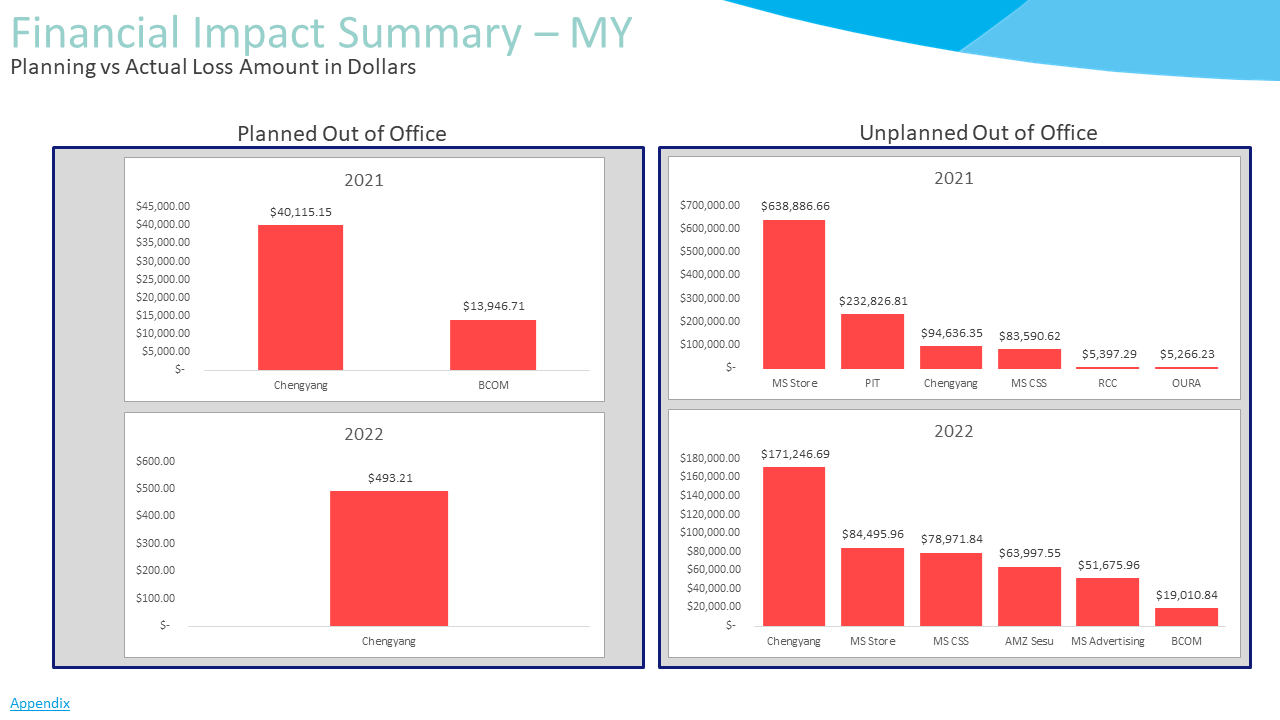 Financial Impact Summary – MY
Planning vs Actual Loss Amount in Dollars
Planned Out of Office
2021
$45,000.00
$40,000.00
$35,000.00
$30,000.00
$25,000.00
$20,000.00
$15,000.00
$10,000.00
$5,000.00
$-
$40,115.15
$13,946.71
Chengyang
BCOM
2022
$600.00
$500.00
$400.00
$300.00
$200.00
$100.00
$-
$493.21
Chengyang
Unplanned Out of Office
2021
$700,000.00
$600,000.00
$500,000.00
$400,000.00
$300,000.00
$200,000.00
$100,000.00
$-
$638,886.66
$232,826.81
$94,636.35
$83,590.62
$5,397.29
$5,266.23
MS Store
PIT
Chengyang
MS CSS
RCC
OURA
2022
$180,000.00
$160,000.00
$140,000.00
$120,000.00
$100,000.00
$80,000.00
$60,000.00
$40,000.00
$20,000.00
$-
$171,246.69
$84,495.96
$78,971.84
$63,997.55
$51,675.96
$19,010.84
Chengyang
MS Store
MS CSS
AMZ Sesu
MS Advertising
BCOM
Appendix